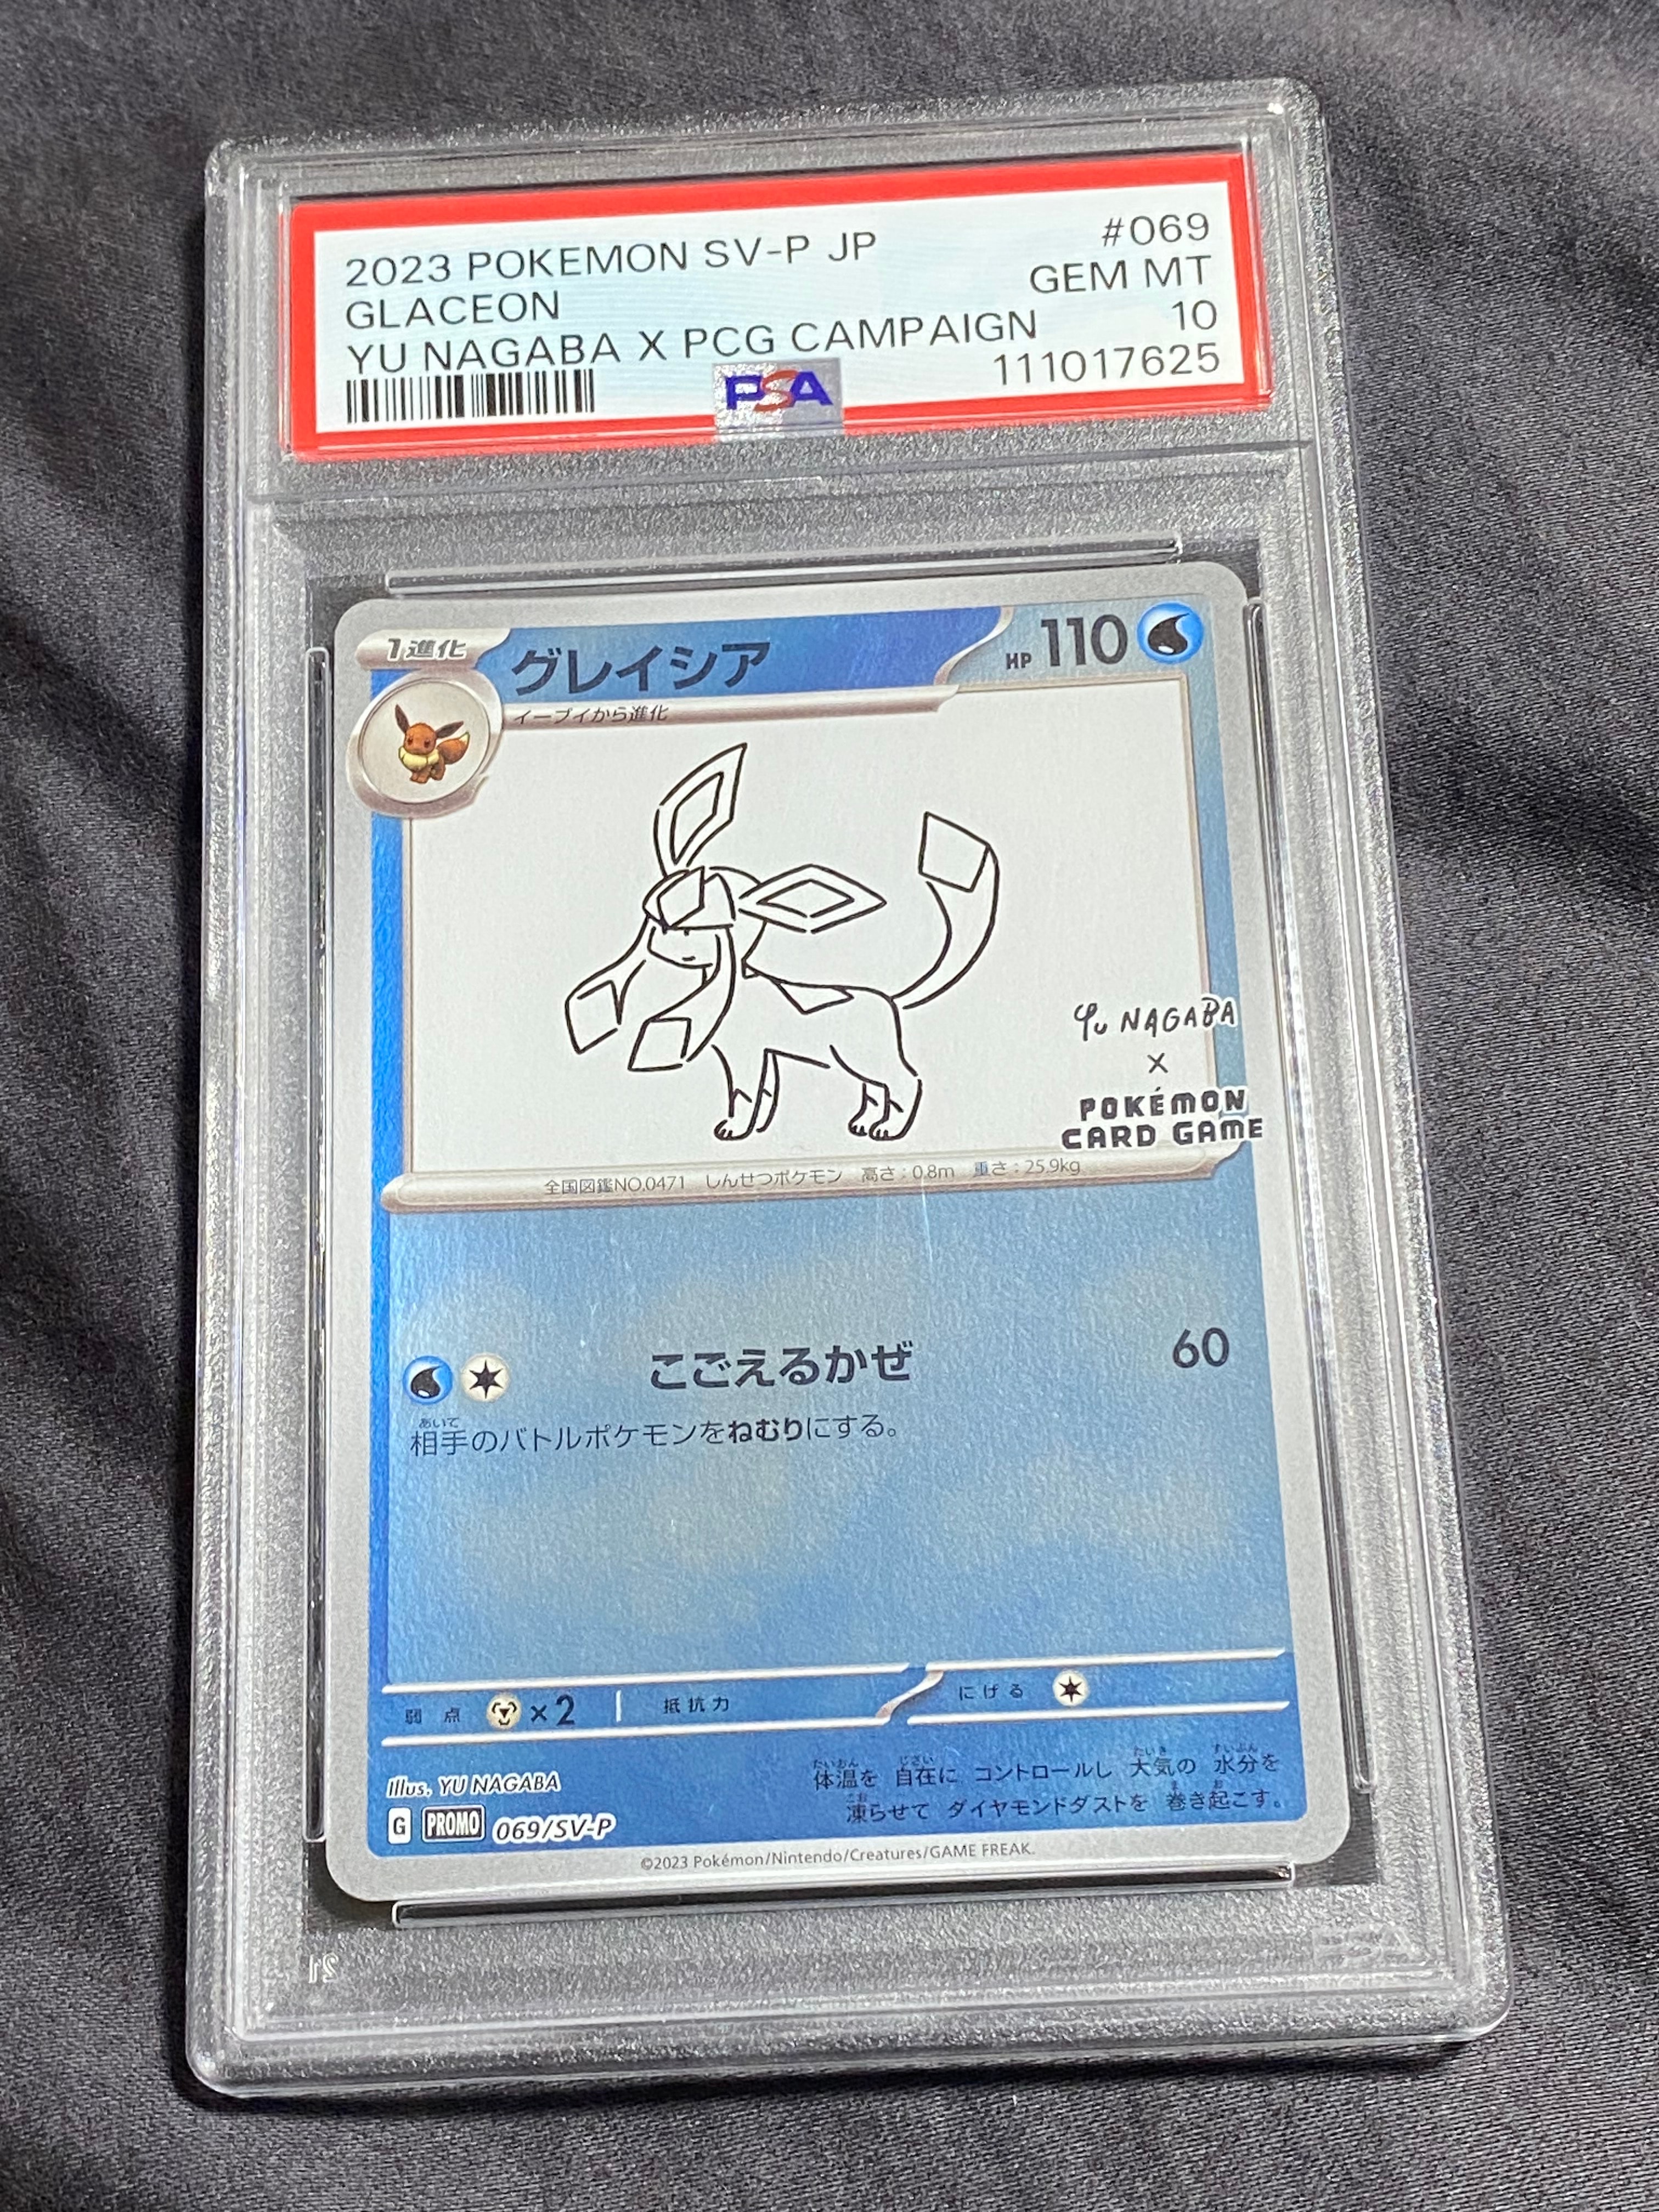 2023 POKEMON SV-P JP #069
GLACEON GEM MT
YU NAGABA X PCG CAMPAIGN 10
PSA 111017625
1進化 グレイシア HP 110
イーブイから進化
Yu NAGABA
×
POKÉMON
CARD GAME
全国図鑑NO.0471 しんせつポケモン 高さ:0.8m 重さ:25.9kg
こごえるかぜ 60
あいて
相手のバトルポケモンをねむりにする。
弱点 ×2 抵抗力 にげる
たいおん じざい たいき すいぶん
体温を 自在に コントロールし 大気の 水分を
こお ま お
凍らせて ダイヤモンドダストを 巻き起こす。
Illus. YU NAGABA
G PROMO 069/SV-P
©2023 Pokémon/Nintendo/Creatures/GAME FREAK.